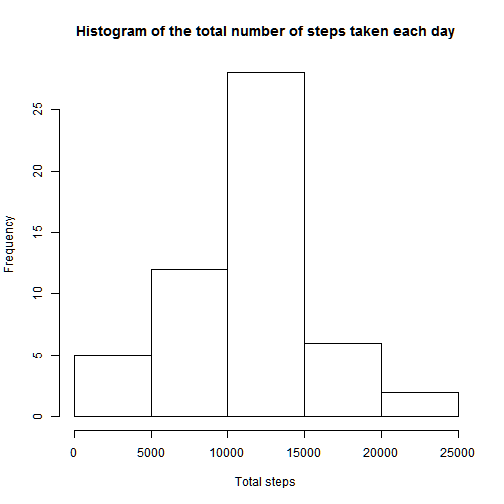 Histogram of the total number of steps taken each day
Frequency
25
20
15
10
5
0
0 5000 10000 15000 20000 25000
Total steps